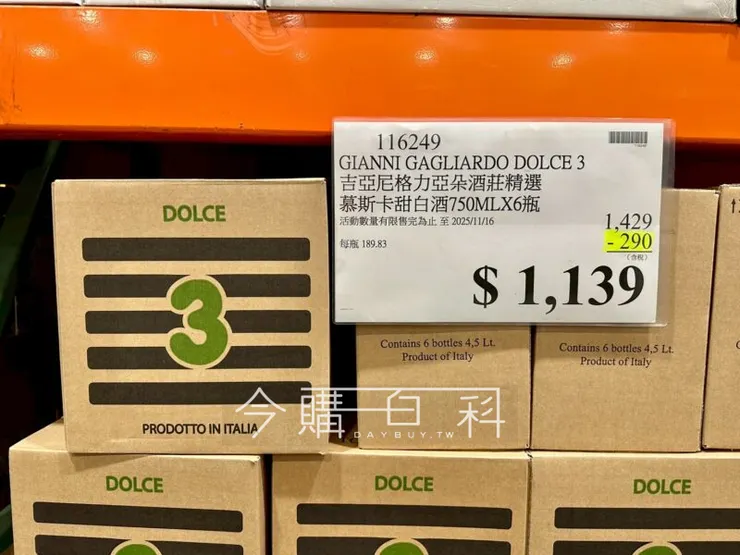 116249
GIANNI GAGLIARDO DOLCE 3
吉亞尼格力亞朵酒莊精選
慕斯卡甜白酒750MLX6瓶
活動數量有限售完為止 至 2025/11/16
1,429
- 290
(含稅)
每瓶 189.83
$ 1,139
DOLCE
3
PRODOTTO IN ITALIA
Contains 6 bottles 4,5 Lt.
Product of Italy
Contains 6 bottles 4,5 Lt.
Product of Italy
今購百科
DAYBUY.TW
DOLCE
DOLCE
DOLCE